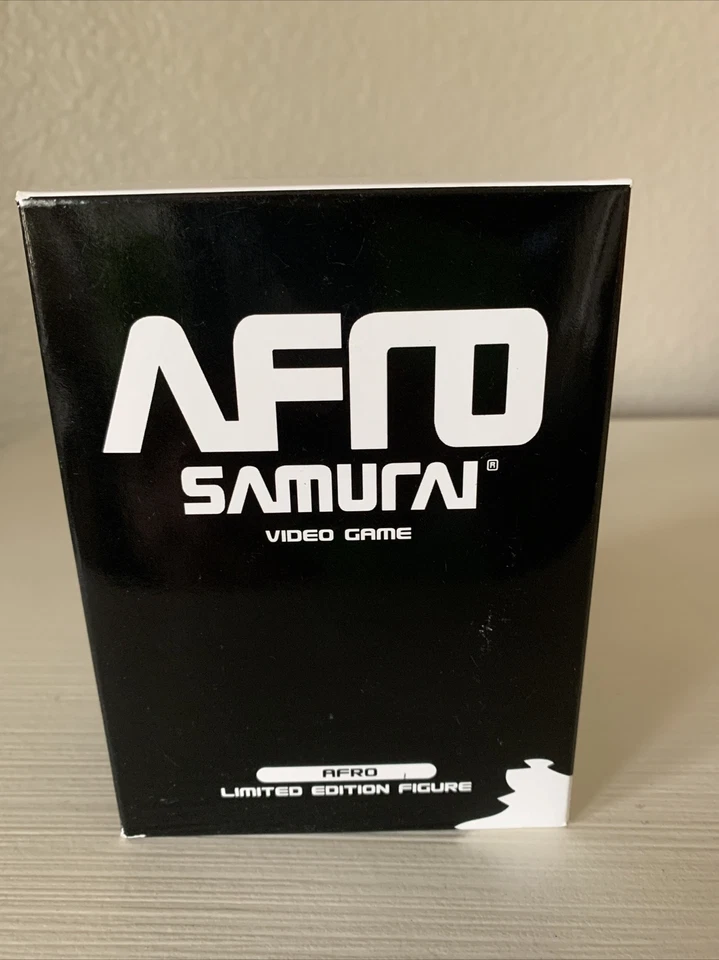 AFRO
SAMURAI®
VIDEO GAME
AFRO
LIMITED EDITION FIGURE